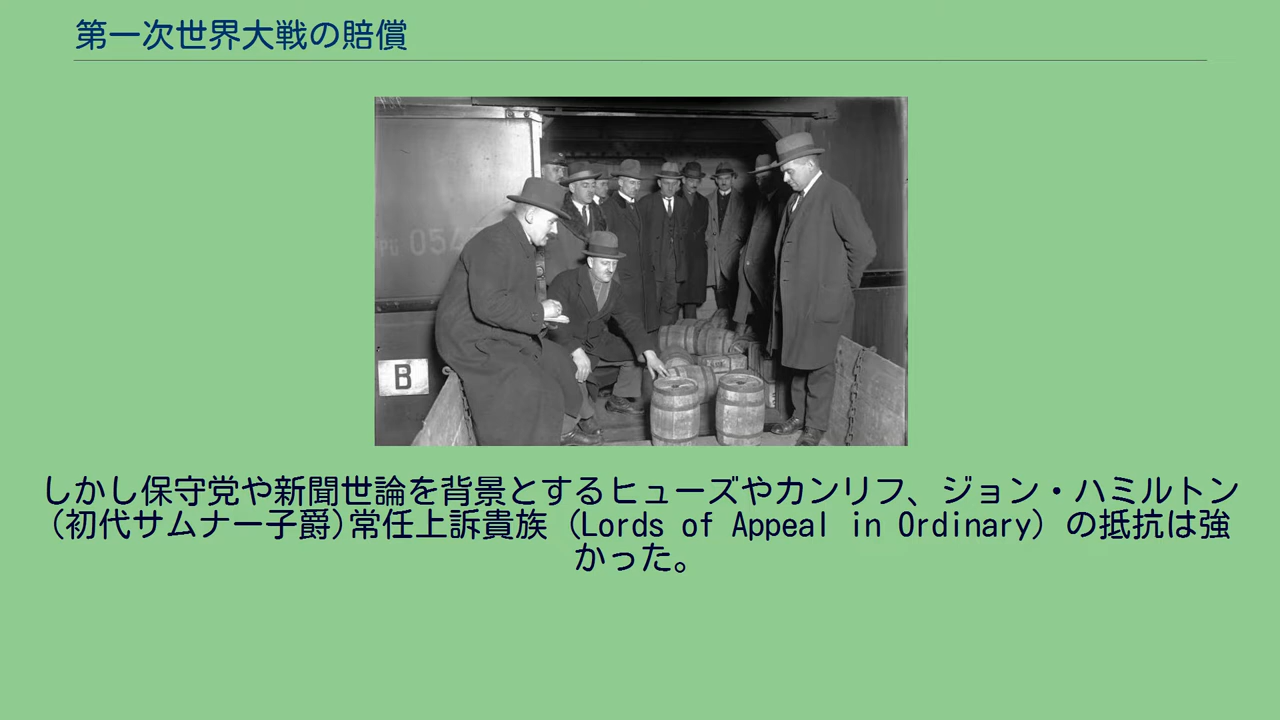 第一次世界大戦の賠償
054
B
しかし保守党や新聞世論を背景とするヒューズやカンリフ、ジョン・ハミルトン
(初代サムナー子爵)常任上訴貴族（Lords of Appeal in Ordinary）の抵抗は強
かった。